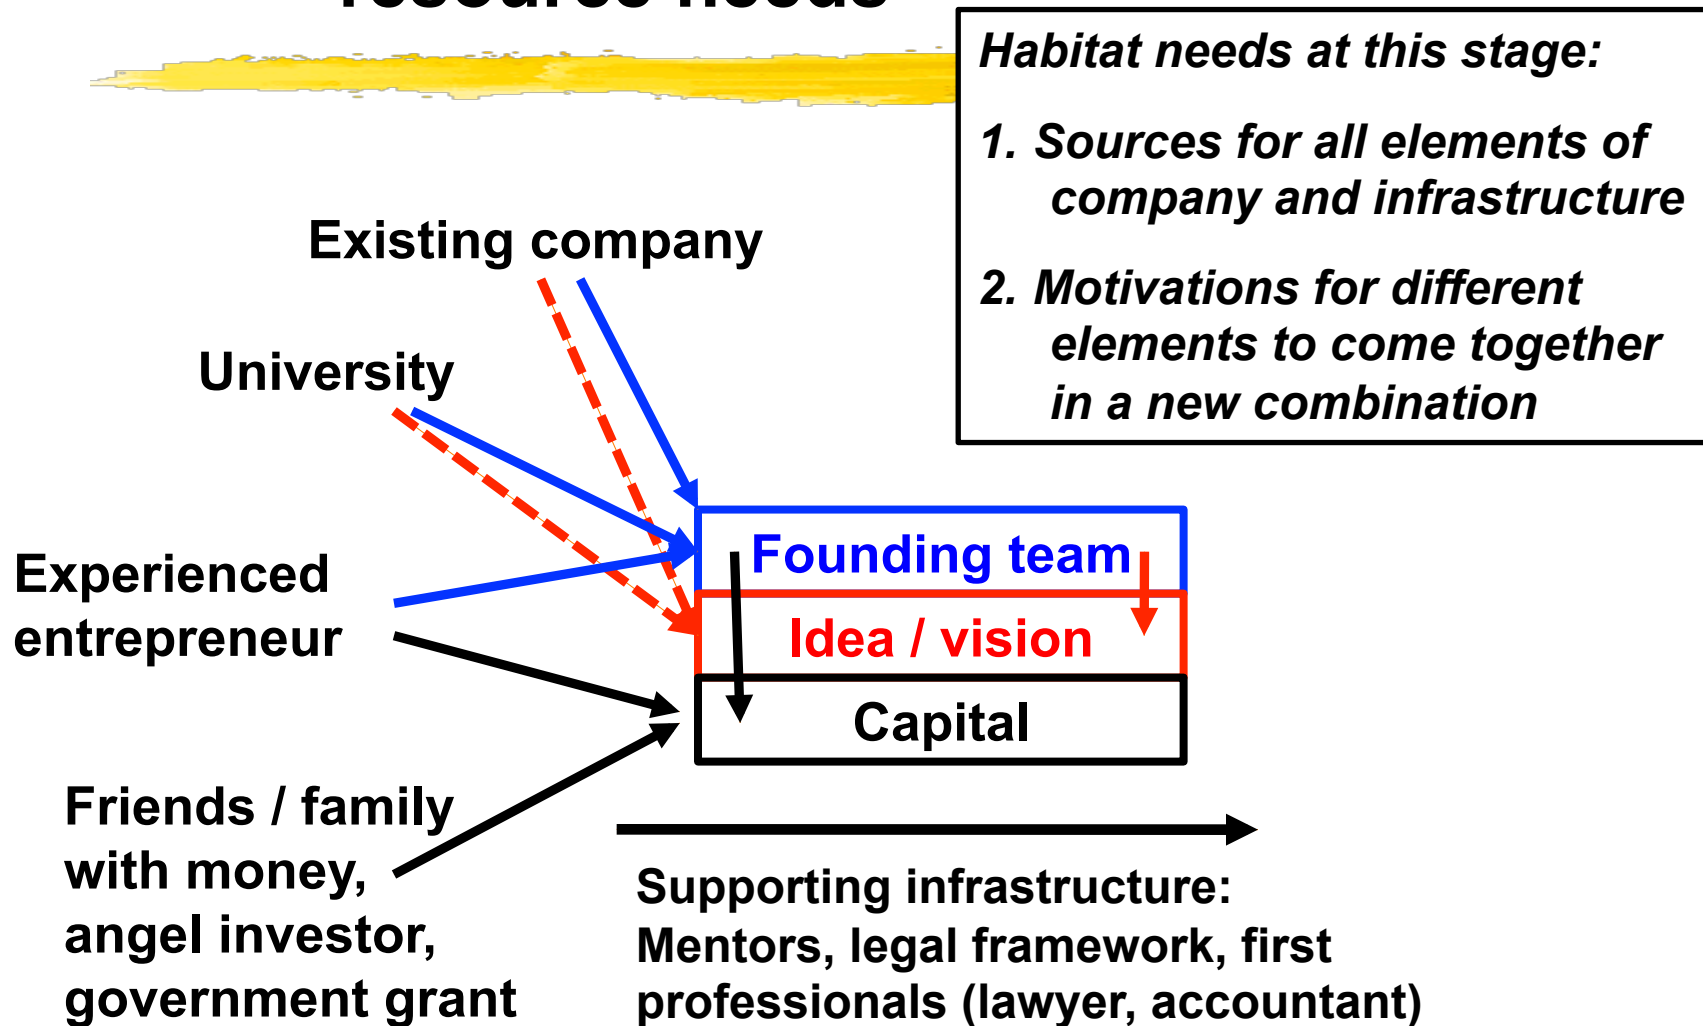 resource needs
Habitat needs at this stage:
1. Sources for all elements of
company and infrastructure
2. Motivations for different
elements to come together
in a new combination
Existing company
University
Experienced
entrepreneur
Founding team
Idea / vision
Capital
Friends / family
with money,
angel investor,
government grant
Supporting infrastructure:
Mentors, legal framework, first
professionals (lawyer, accountant)